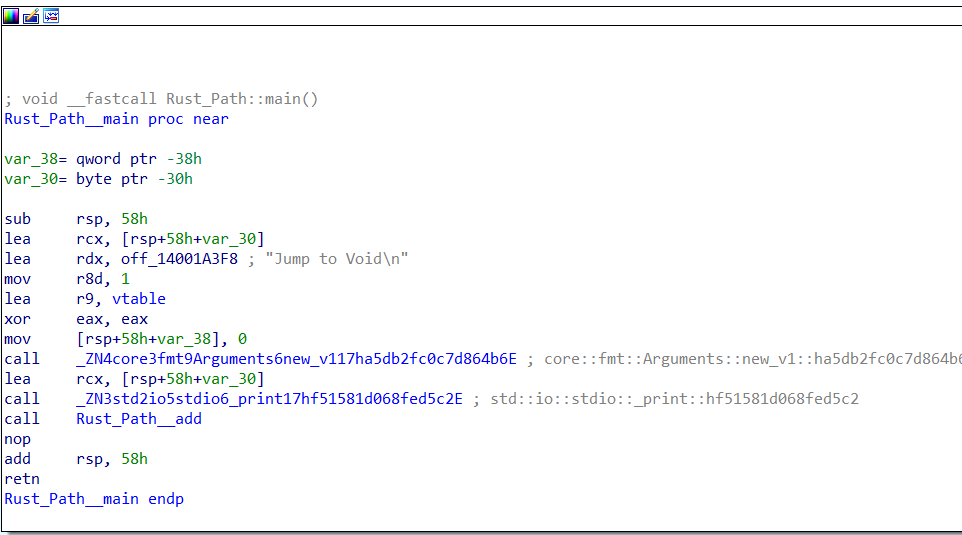 ; void __fastcall Rust_Path::main()
Rust_Path__main proc near
var_38= qword ptr -38h
var_30= byte ptr -30h
sub     rsp, 58h
lea     rcx, [rsp+58h+var_30]
lea     rdx, off_14001A3F8 ; "Jump to Void\n"
mov     r8d, 1
lea     r9, vtable
xor     eax, eax
mov     [rsp+58h+var_38], 0
call    _ZN4core3fmt9Arguments6new_v117ha5db2fc0c7d864b6E ; core::fmt::Arguments::new_v1::ha5db2fc0c7d864b6
lea     rcx, [rsp+58h+var_30]
call    _ZN3std2io5stdio6_print17hf51581d068fed5c2E ; std::io::stdio::_print::hf51581d068fed5c2
call    Rust_Path__add
nop
add     rsp, 58h
retn
Rust_Path__main endp